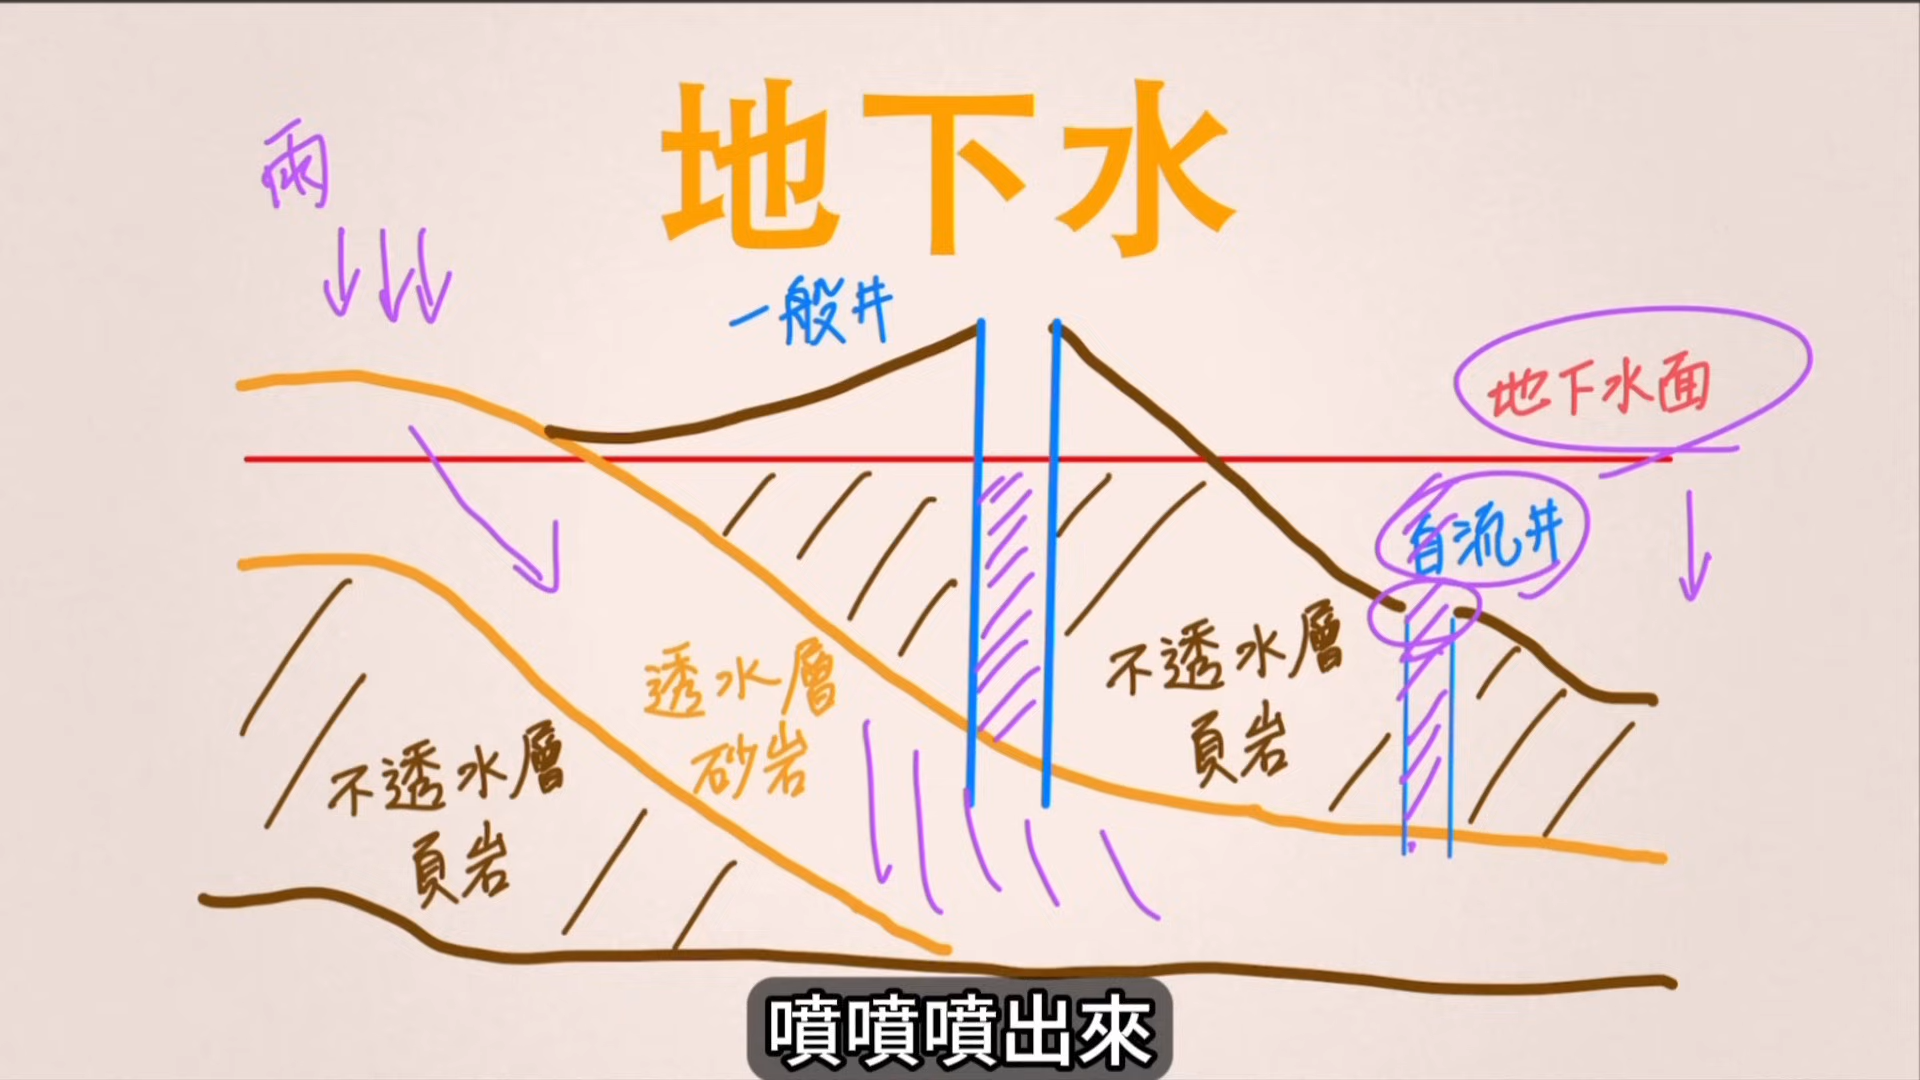 地下水
雨
一般井
地下水面
自流井
透水層
砂岩
不透水層
頁岩
不透水層
頁岩
噴噴噴出來